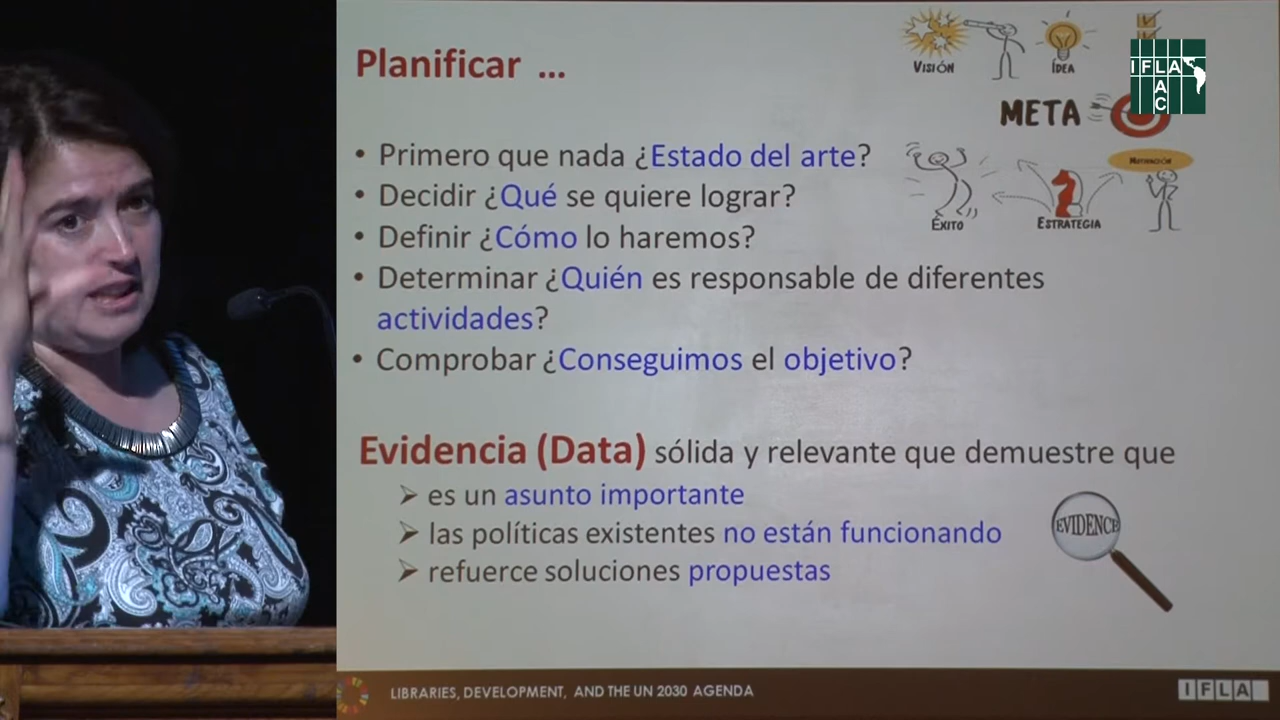 Planificar ...
VISIÓN
IDEA
IFLA
LAC
META
• Primero que nada ¿Estado del arte?
• Decidir ¿Qué se quiere lograr?
• Definir ¿Cómo lo haremos?
• Determinar ¿Quién es responsable de diferentes
actividades?
• Comprobar ¿Conseguimos el objetivo?
MOTIVACIÓN
ÉXITO
ESTRATEGIA
Evidencia (Data) sólida y relevante que demuestre que
➢ es un asunto importante
➢ las políticas existentes no están funcionando
➢ refuerce soluciones propuestas
EVIDENCE
LIBRARIES, DEVELOPMENT, AND THE UN 2030 AGENDA
IFLA